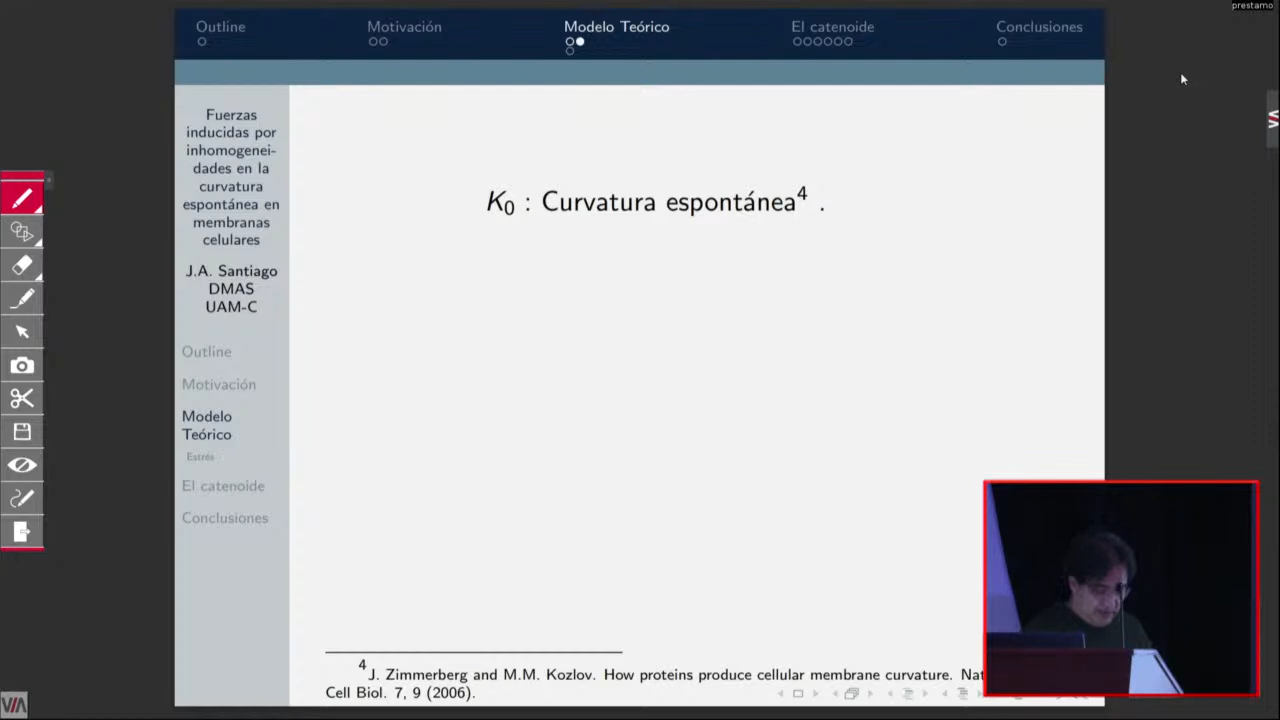 prestamo
Outline
Motivación
Modelo Teórico
El catenoide
Conclusiones
Fuerzas
inducidas por
inhomogenei-
dades en la
curvatura
espontánea en
membranas
celulares
J.A. Santiago
DMAS
UAM-C
Outline
Motivación
Modelo
Teórico
Estrés
El catenoide
Conclusiones
K₀ : Curvatura espontánea⁴ .
⁴J. Zimmerberg and M.M. Kozlov. How proteins produce cellular membrane curvature. Nat
Cell Biol. 7, 9 (2006).
VIA